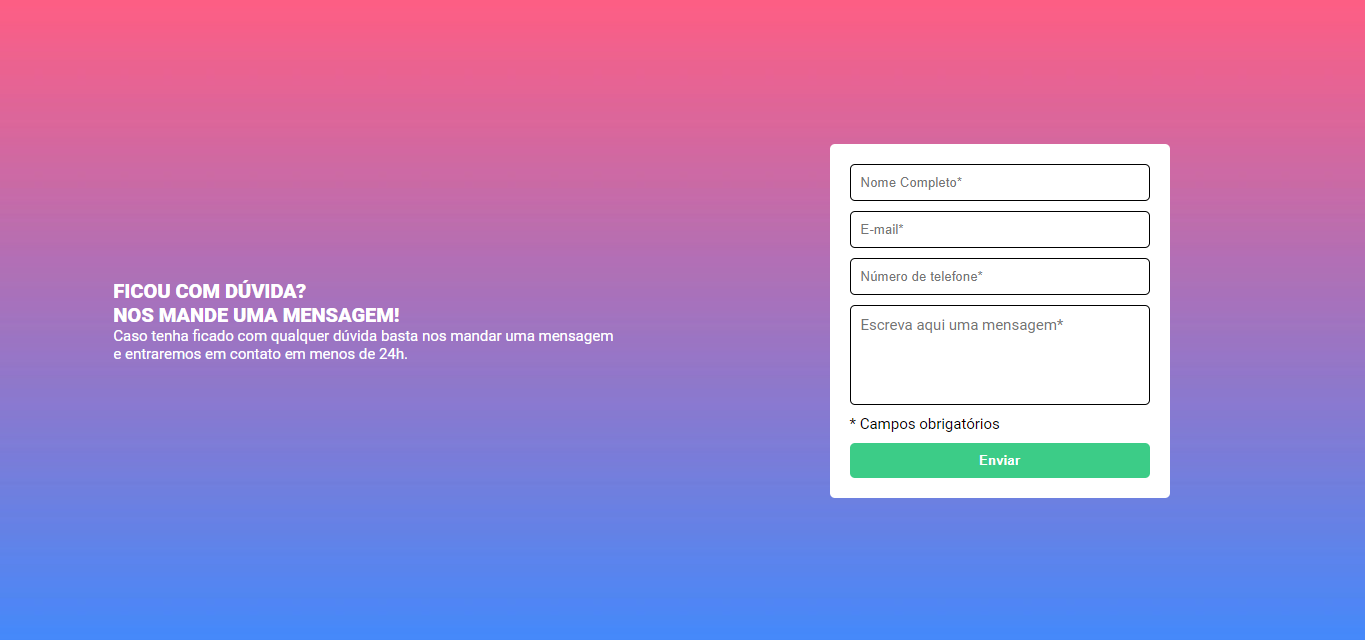 FICOU COM DÚVIDA?
NOS MANDE UMA MENSAGEM!
Caso tenha ficado com qualquer dúvida basta nos mandar uma mensagem
e entraremos em contato em menos de 24h.
Nome Completo*
E-mail*
Número de telefone*
Escreva aqui uma mensagem*
* Campos obrigatórios
Enviar